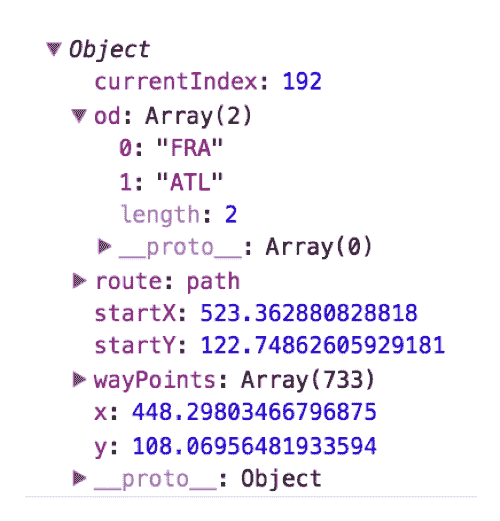 Object
currentIndex: 192
od: Array(2)
0: "FRA"
1: "ATL"
length: 2
__proto__: Array(0)
route: path
startX: 523.362880828818
startY: 122.74862605929181
wayPoints: Array(733)
x: 448.29803466796875
y: 108.06956481933594
__proto__: Object